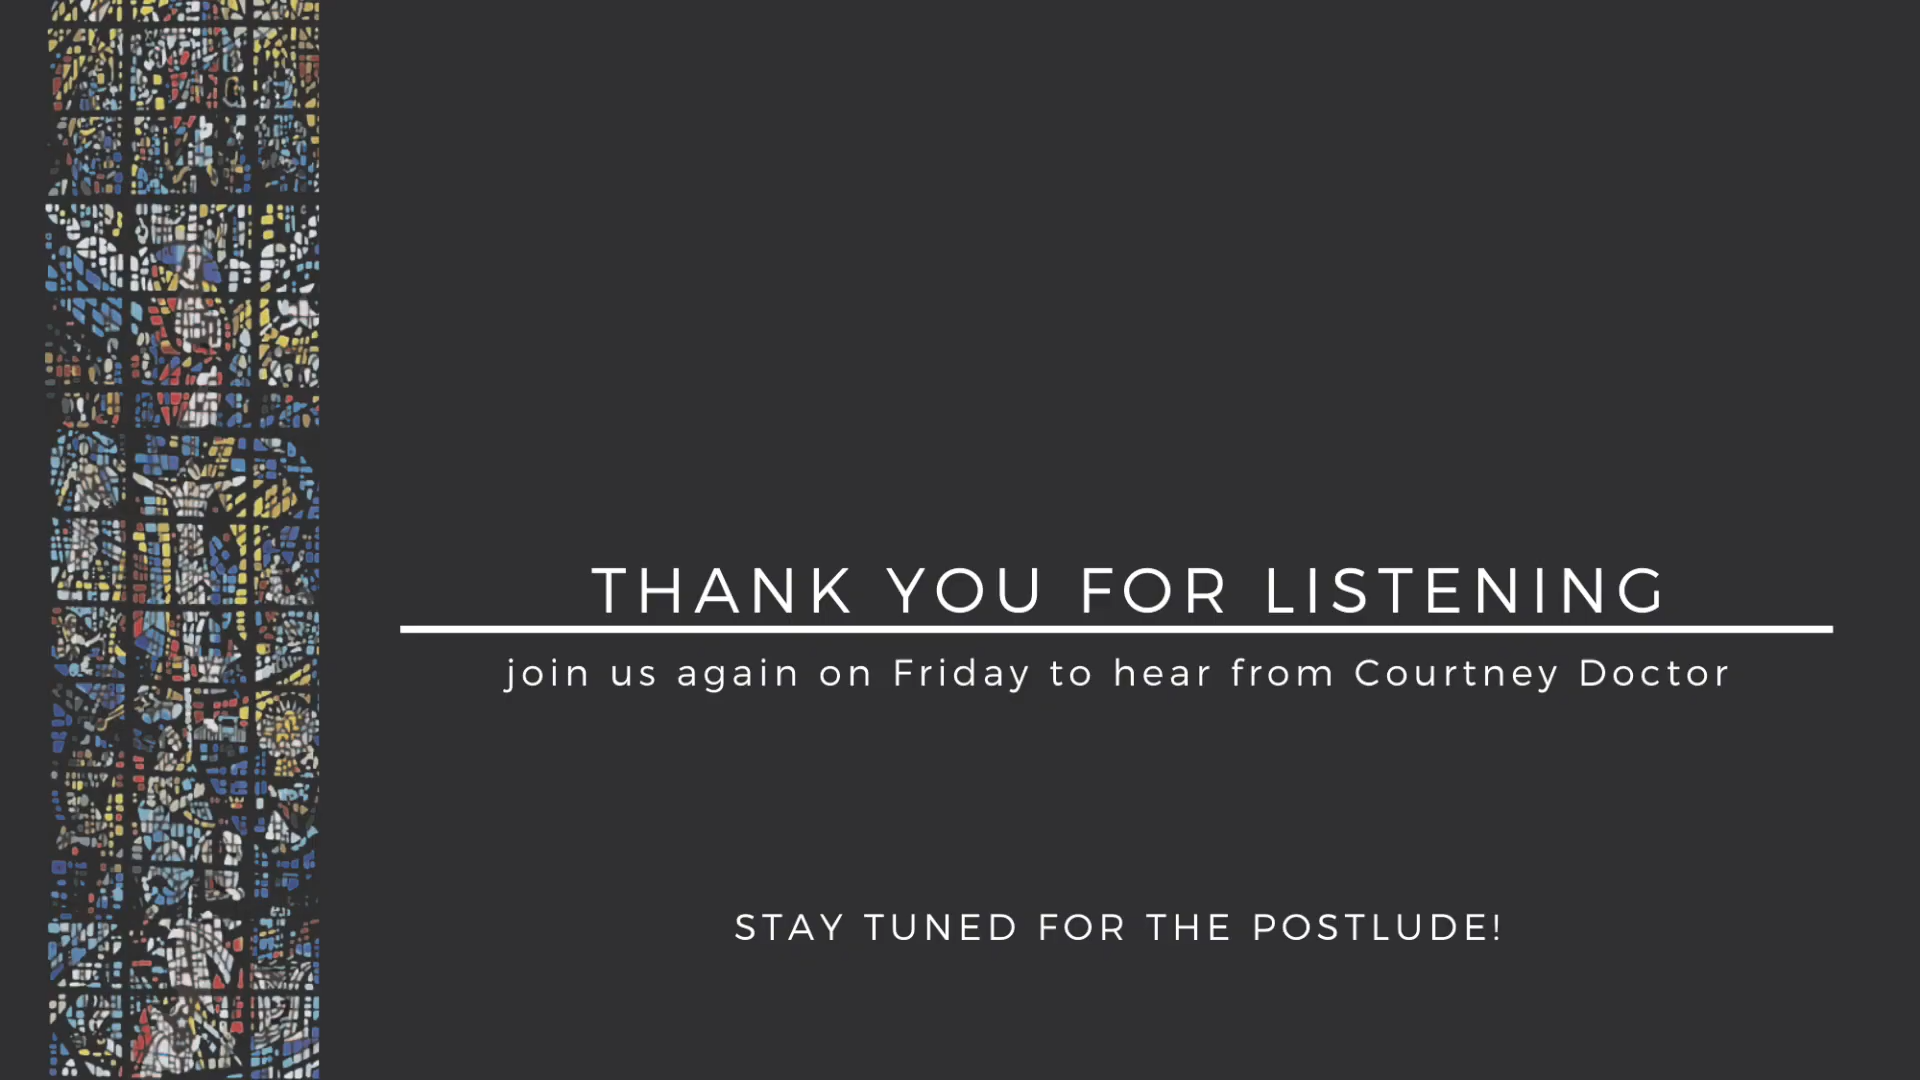 THANK YOU FOR LISTENING
join us again on Friday to hear from Courtney Doctor
STAY TUNED FOR THE POSTLUDE!